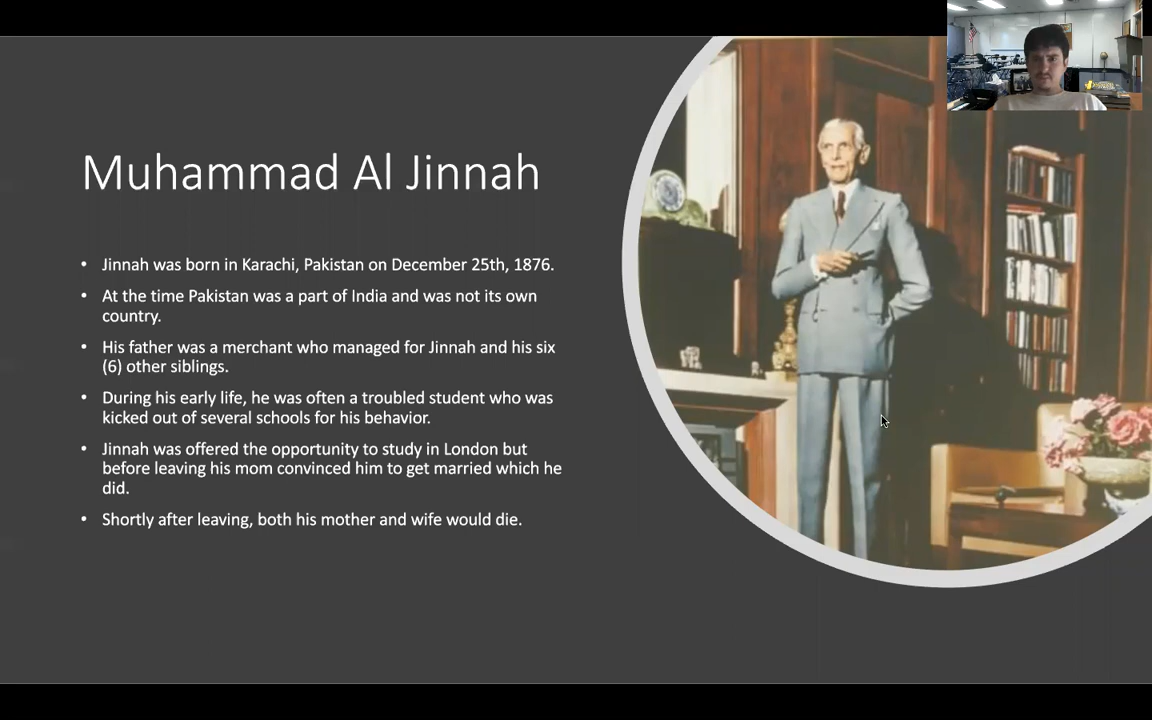 Muhammad Al Jinnah
• Jinnah was born in Karachi, Pakistan on December 25th, 1876.
• At the time Pakistan was a part of India and was not its own
country.
• His father was a merchant who managed for Jinnah and his six
(6) other siblings.
• During his early life, he was often a troubled student who was
kicked out of several schools for his behavior.
• Jinnah was offered the opportunity to study in London but
before leaving his mom convinced him to get married which he
did.
• Shortly after leaving, both his mother and wife would die.